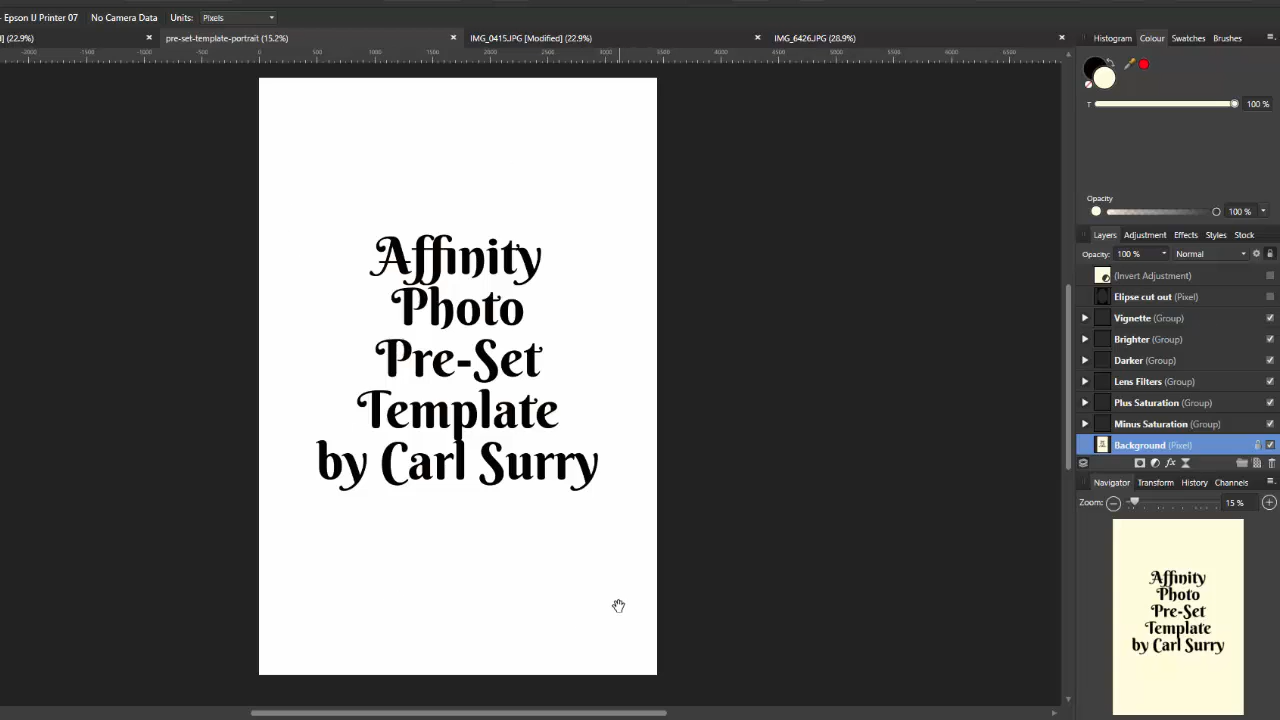 - Epson IJ Printer 07 No Camera Data Units: Pixels
] (22.9%) pre-set-template-portrait (15.2%) IMG_0415.JPG [Modified] (22.9%) IMG_6426.JPG (28.9%)
Histogram Colour Swatches Brushes
T 100 %
Opacity
100 %
Layers Adjustment Effects Styles Stock
Opacity: 100 % Normal
(Invert Adjustment)
Elipse cut out (Pixel)
Vignette (Group)
Brighter (Group)
Darker (Group)
Lens Filters (Group)
Plus Saturation (Group)
Minus Saturation (Group)
Background (Pixel)
fx
Navigator Transform History Channels
Zoom: 15 %
Affinity
Photo
Pre-Set
Template
by Carl Surry
Affinity
Photo
Pre-Set
Template
by Carl Surry